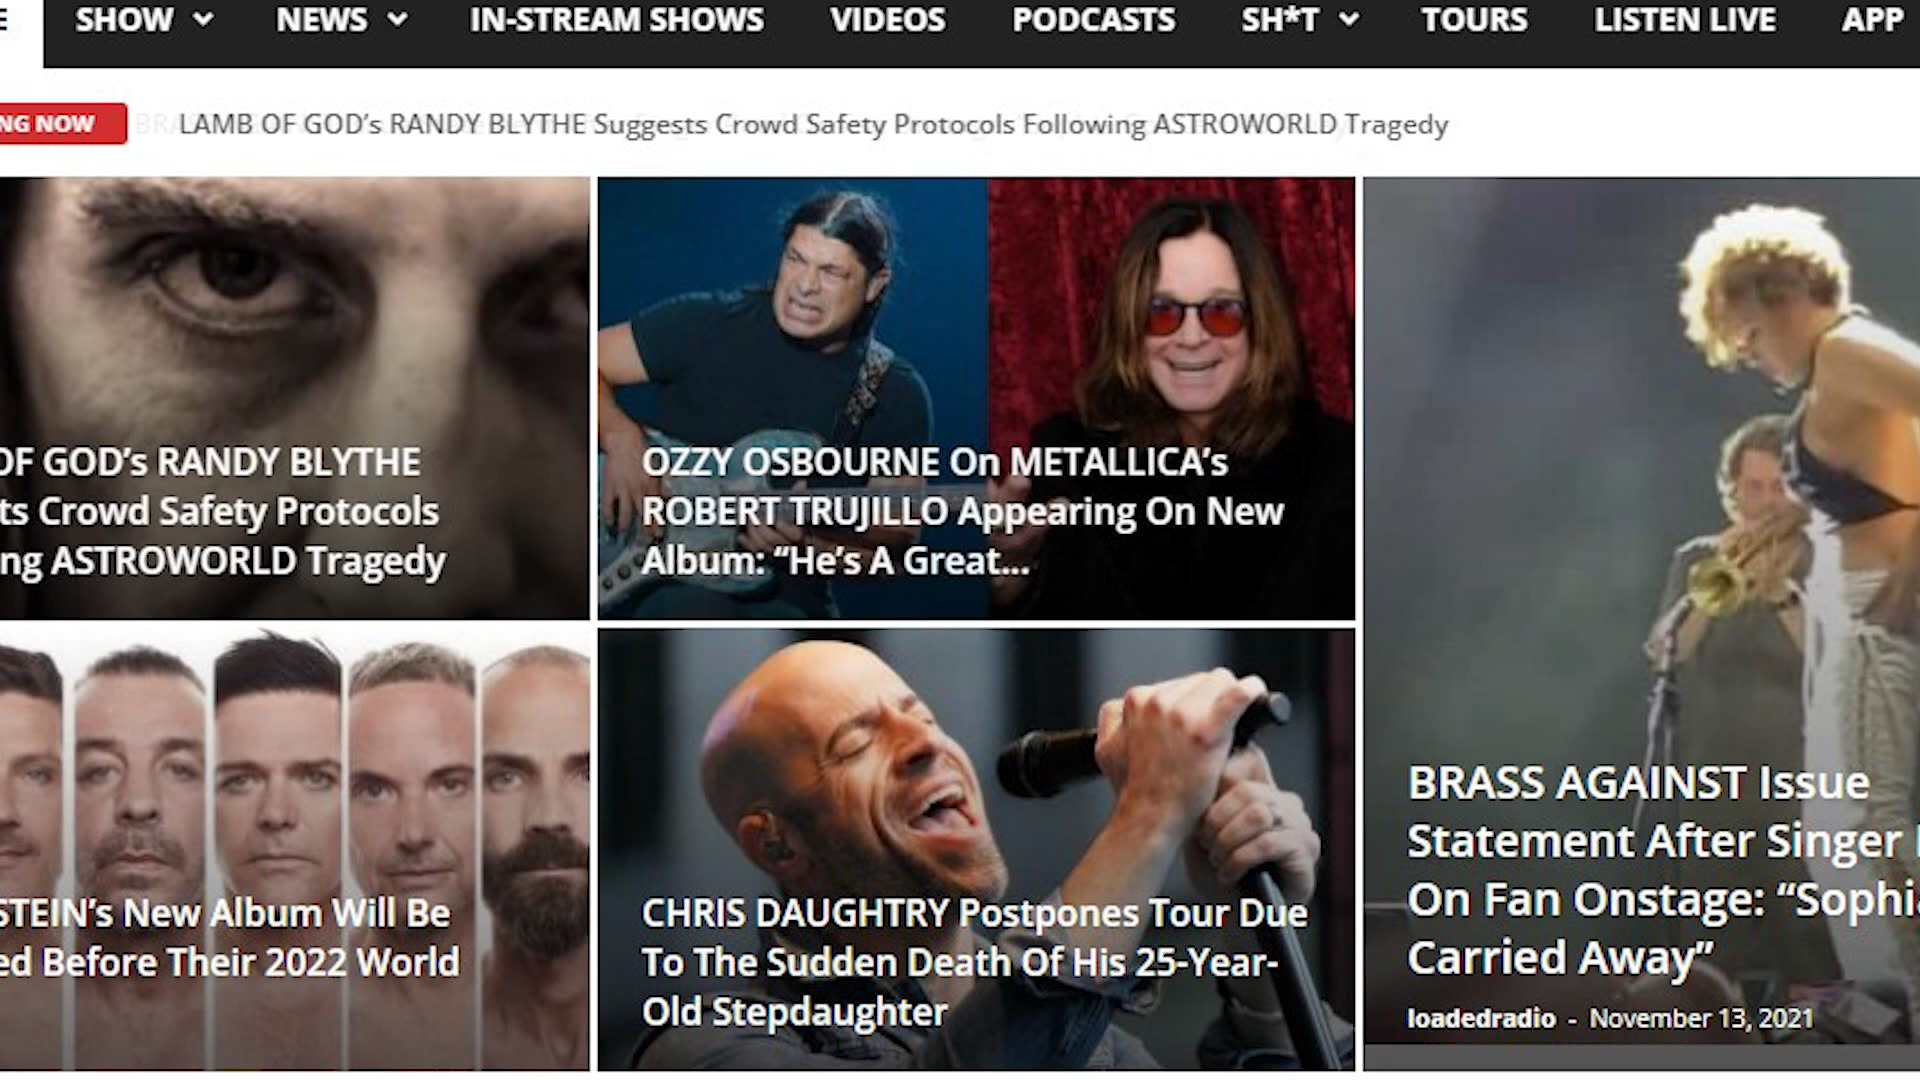 SHOW NEWS IN-STREAM SHOWS VIDEOS PODCASTS SH*T TOURS LISTEN LIVE APP
NG NOW LAMB OF GOD’s RANDY BLYTHE Suggests Crowd Safety Protocols Following ASTROWORLD Tragedy
OF GOD’s RANDY BLYTHE
ts Crowd Safety Protocols
ng ASTROWORLD Tragedy
OZZY OSBOURNE On METALLICA’s
ROBERT TRUJILLO Appearing On New
Album: “He’s A Great...
STEIN’s New Album Will Be
ed Before Their 2022 World
CHRIS DAUGHTRY Postpones Tour Due
To The Sudden Death Of His 25-Year-
Old Stepdaughter
BRASS AGAINST Issue
Statement After Singer
On Fan Onstage: “Sophia
Carried Away”
loadedradio - November 13, 2021